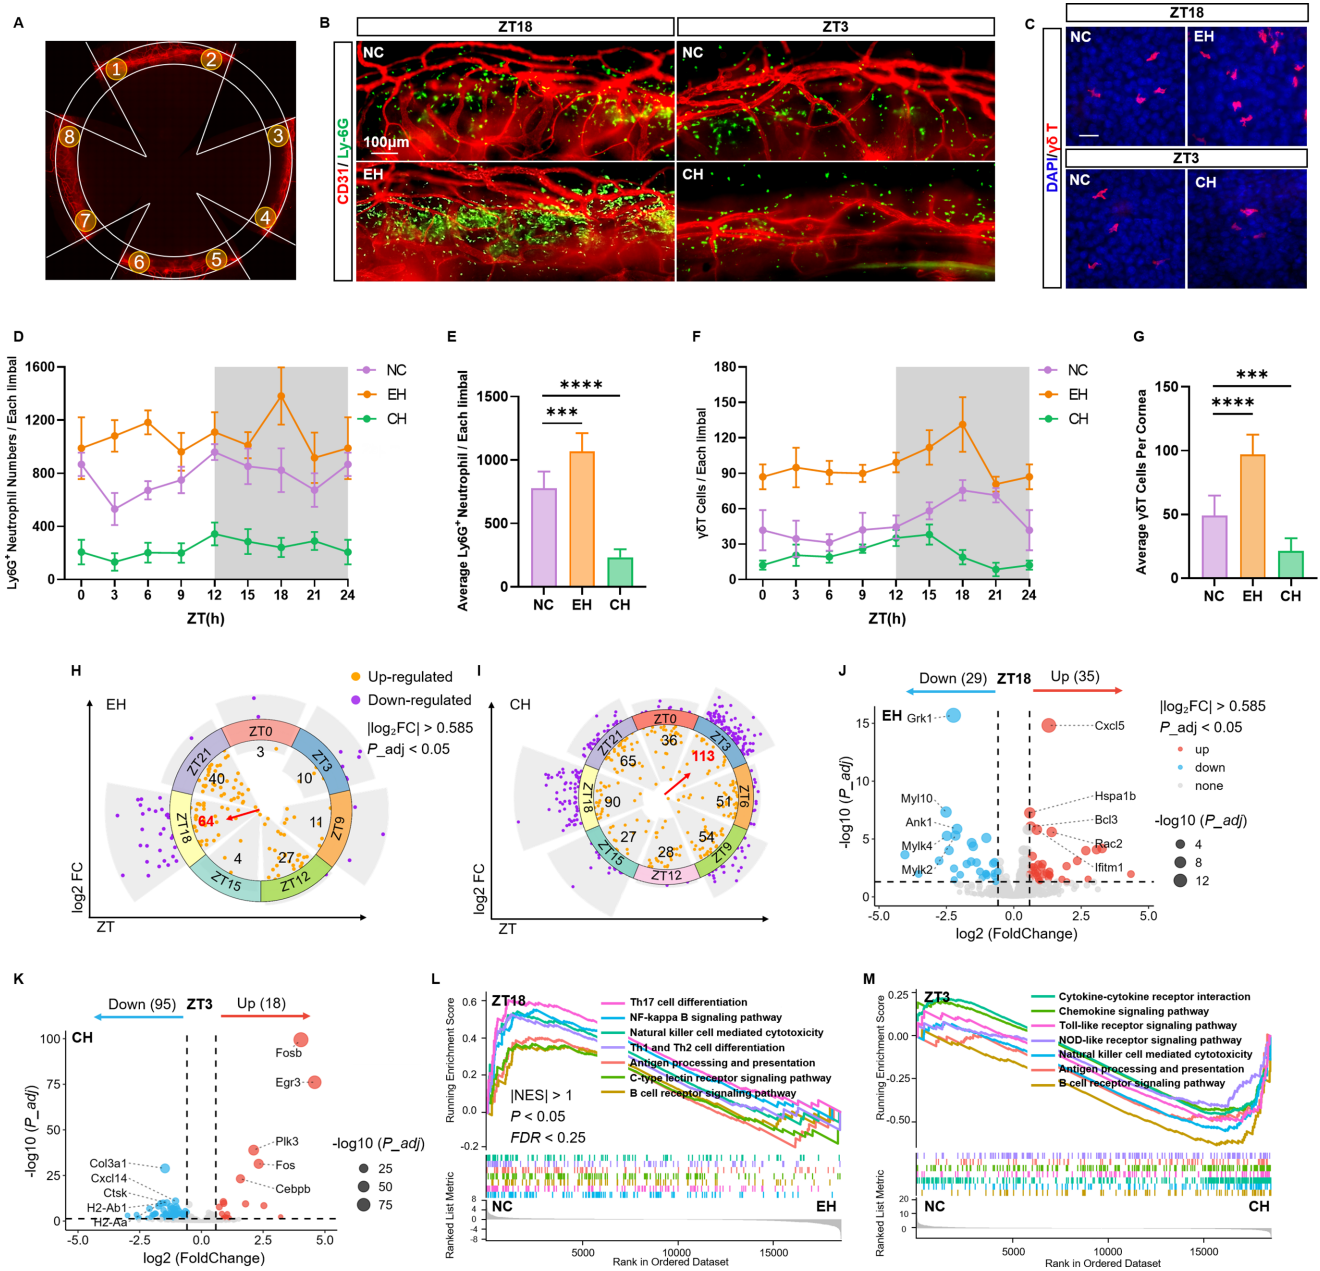 A
1
2
3
4
5
6
7
8
B
ZT18
ZT3
CD31/ Ly-6G
NC
NC
100μm
EH
CH
C
ZT18
DAPI/γδ T
NC
EH
ZT3
NC
CH
D
Ly6G+ Neutrophil Numbers / Each limbal
1600
1200
800
400
0
0 3 6 9 12 15 18 21 24
ZT(h)
NC
EH
CH
E
Average Ly6G+ Neutrophil / Each limbal
1500
1000
500
0
****
***
NC EH CH
F
γδT Cells / Each limbal
180
150
120
90
60
30
0
0 3 6 9 12 15 18 21 24
ZT(h)
NC
EH
CH
G
Average γδT Cells Per Cornea
150
100
50
0
***
****
NC EH CH
H
EH
Up-regulated
Down-regulated
|log2FC| > 0.585
P_adj < 0.05
ZT0
ZT3
ZT9
ZT12
ZT15
ZT18
ZT21
3
10
11
27
4
64
40
log2 FC
ZT
I
CH
ZT0
ZT3
ZT6
ZT9
ZT12
ZT15
ZT18
ZT21
36
113
51
54
28
27
90
65
log2 FC
ZT
J
Down (29) ZT18 Up (35)
EH
Grk1
Cxcl5
Myl10
Ank1
Mylk4
Mylk2
Hspa1b
Bcl3
Rac2
Ifitm1
-log10 (P_adj)
15
10
5
0
-5.0 -2.5 0.0 2.5 5.0
log2 (FoldChange)
|log2FC| > 0.585
P_adj < 0.05
up
down
none
-log10 (P_adj)
4
8
12
K
Down (95) ZT3 Up (18)
CH
Fosb
Egr3
Plk3
Fos
Cebpb
Col3a1
Cxcl14
Ctsk
H2-Ab1
H2-Aa
-log10 (P_adj)
100
75
50
25
0
-5.0 -2.5 0.0 2.5 5.0
log2 (FoldChange)
-log10 (P_adj)
25
50
75
L
ZT18
Th17 cell differentiation
NF-kappa B signaling pathway
Natural killer cell mediated cytotoxicity
Th1 and Th2 cell differentiation
Antigen processing and presentation
C-type lectin receptor signaling pathway
B cell receptor signaling pathway
|NES| > 1
P < 0.05
FDR < 0.25
Running Enrichment Score
0.6
0.4
0.2
0.0
-0.2
Ranked List Metric
8
4
0
-4
-8
NC EH
5000 10000 15000
Rank in Ordered Dataset
M
ZT3
Cytokine-cytokine receptor interaction
Chemokine signaling pathway
Toll-like receptor signaling pathway
NOD-like receptor signaling pathway
Natural killer cell mediated cytotoxicity
Antigen processing and presentation
B cell receptor signaling pathway
Running Enrichment Score
0.25
0.00
-0.25
-0.50
Ranked List Metric
20
10
0
NC CH
5000 10000 15000
Rank in Ordered Dataset